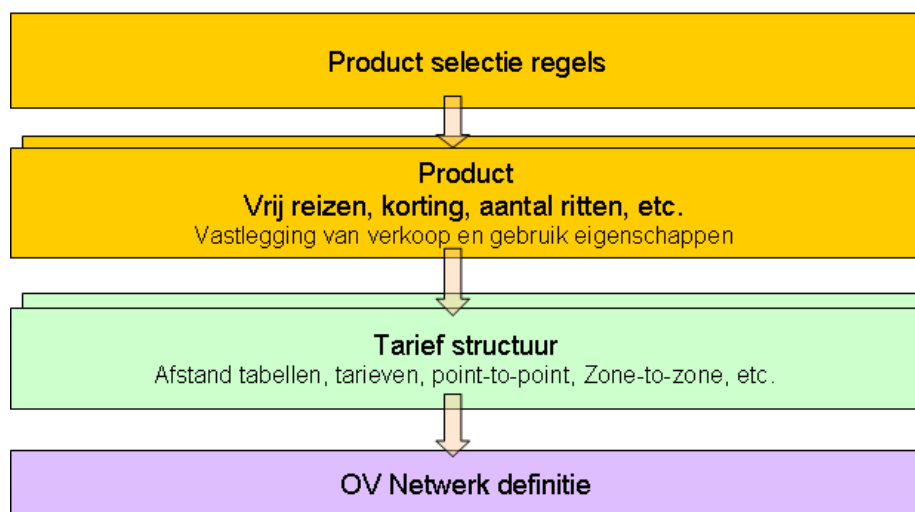 Product selectie regels
Product
Vrij reizen, korting, aantal ritten, etc.
Vastlegging van verkoop en gebruik eigenschappen
Tarief structuur
Afstand tabellen, tarieven, point-to-point, Zone-to-zone, etc.
OV Netwerk definitie